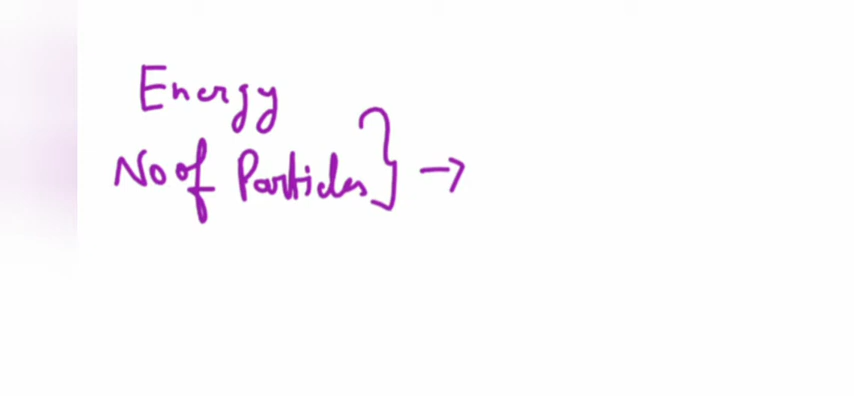 Energy
No of Particles } →